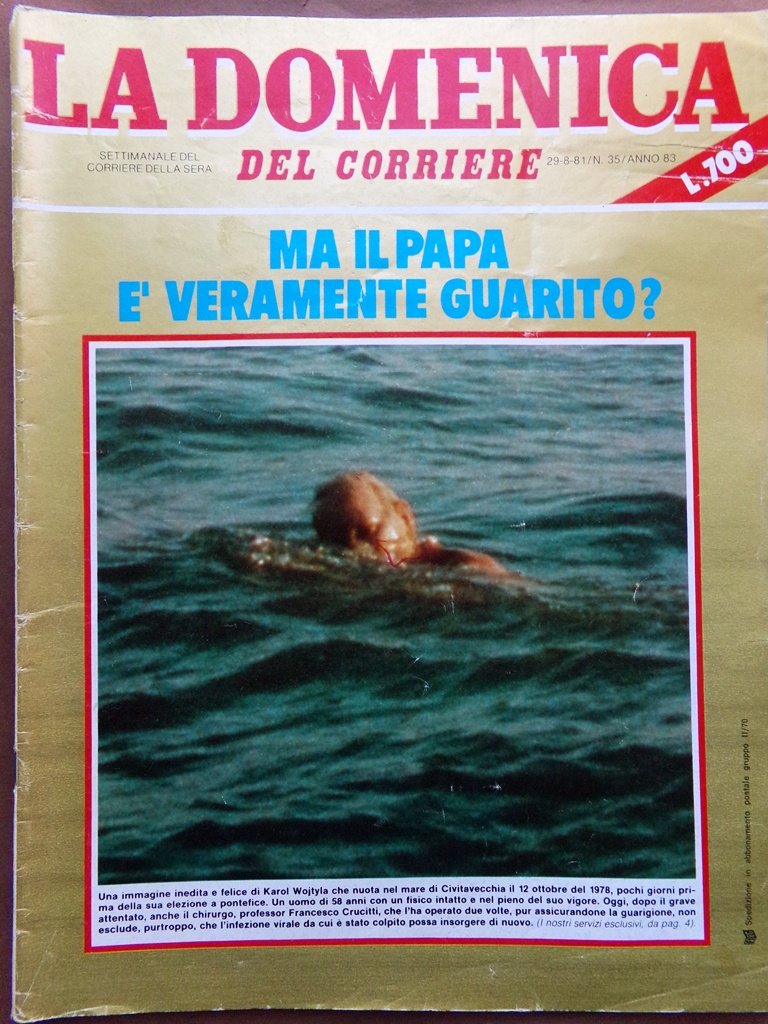 LA DOMENICA
SETTIMANALE DEL
CORRIERE DELLA SERA
DEL CORRIERE
29-8-81/N. 35/ANNO 83
L.700
MA IL PAPA
E' VERAMENTE GUARITO?
Una immagine inedita e felice di Karol Wojtyla che nuota nel mare di Civitavecchia il 12 ottobre del 1978, pochi giorni pri-
ma della sua elezione a pontefice. Un uomo di 58 anni con un fisico intatto e nel pieno del suo vigore. Oggi, dopo il grave
attentato, anche il chirurgo, professor Francesco Crucitti, che l'ha operato due volte, pur assicurandone la guarigione, non
esclude, purtroppo, che l'infezione virale da cui è stato colpito possa insorgere di nuovo. (I nostri servizi esclusivi, da pag. 4).
Spedizione in abbonamento postale gruppo II/70